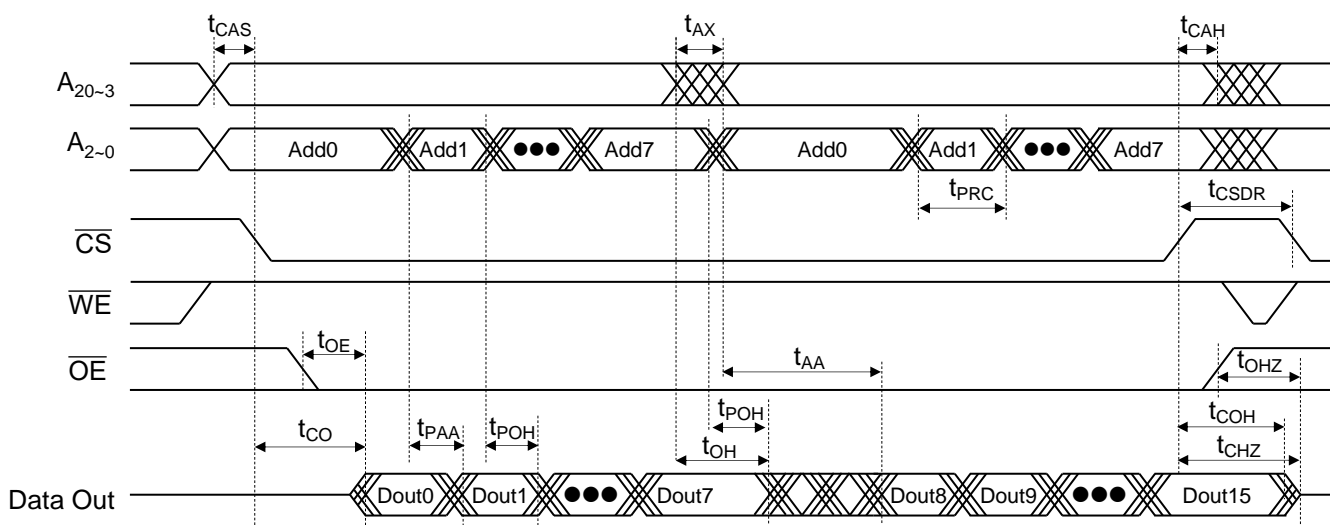 tCAS tAX tCAH
A20~3
A2~0 Add0 Add1 ●●● Add7 Add0 Add1 ●●● Add7
tPRC tCSDR
CS
WE
tOE tAA
OE tOHZ
tPOH
tCO tPAA tPOH tOH tCOH
tCHZ
Data Out Dout0 Dout1 ●●● Dout7 Dout8 Dout9 ●●● Dout15